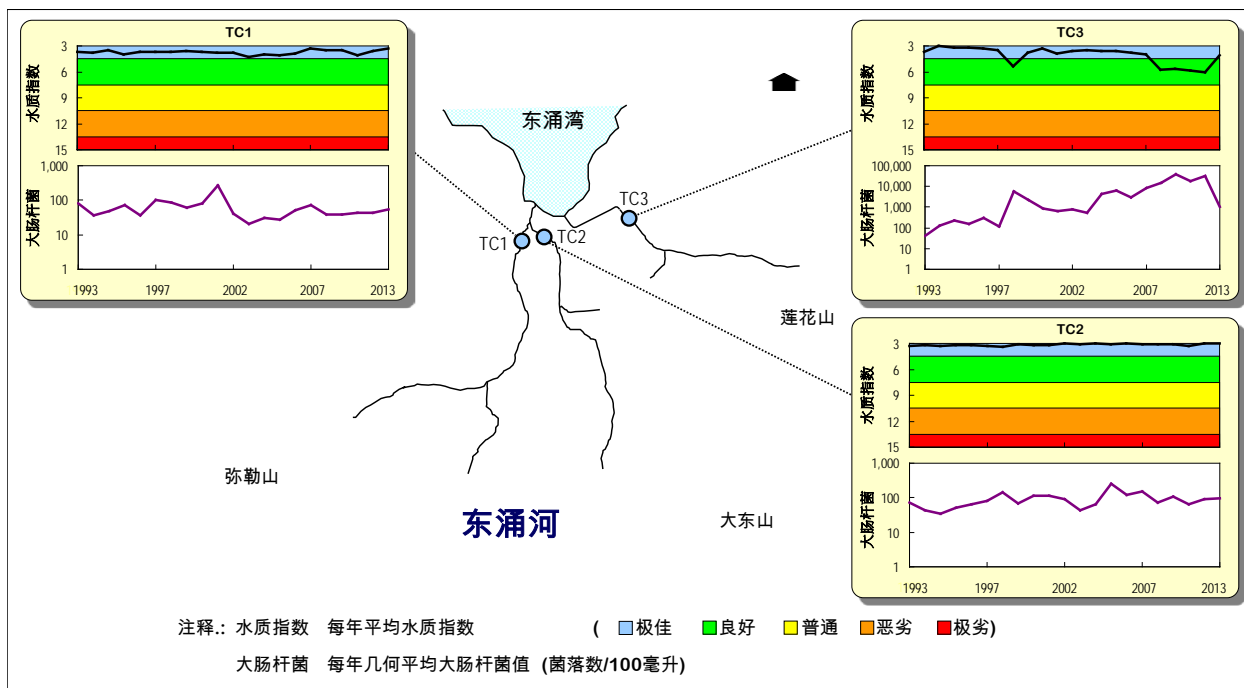 TC1
水质指数
3
6
9
12
15
大肠杆菌
1,000
100
10
1
1993 1997 2002 2007 2013
TC3
水质指数
3
6
9
12
15
大肠杆菌
100,000
10,000
1,000
100
10
1
1993 1997 2002 2007 2013
东涌湾
TC3
TC1
TC2
莲花山
TC2
水质指数
3
6
9
12
15
大肠杆菌
1,000
100
10
1
1993 1997 2002 2007 2013
弥勒山
东涌河
大东山
注释.: 水质指数 每年平均水质指数 ( 极佳 良好 普通 恶劣 极劣)
大肠杆菌 每年几何平均大肠杆菌值 (菌落数/100毫升)